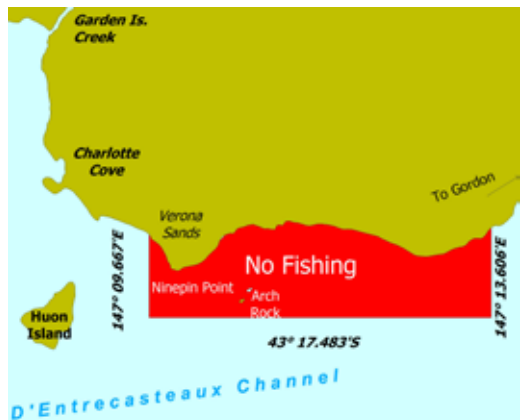 Garden Is.
Creek
Charlotte
Cove
To Gordon
Verona
Sands
147° 09.667'E
No Fishing
147° 13.606'E
Ninepin Point
Arch
Rock
Huon
Island
43° 17.483'S
D'Entrecasteaux Channel